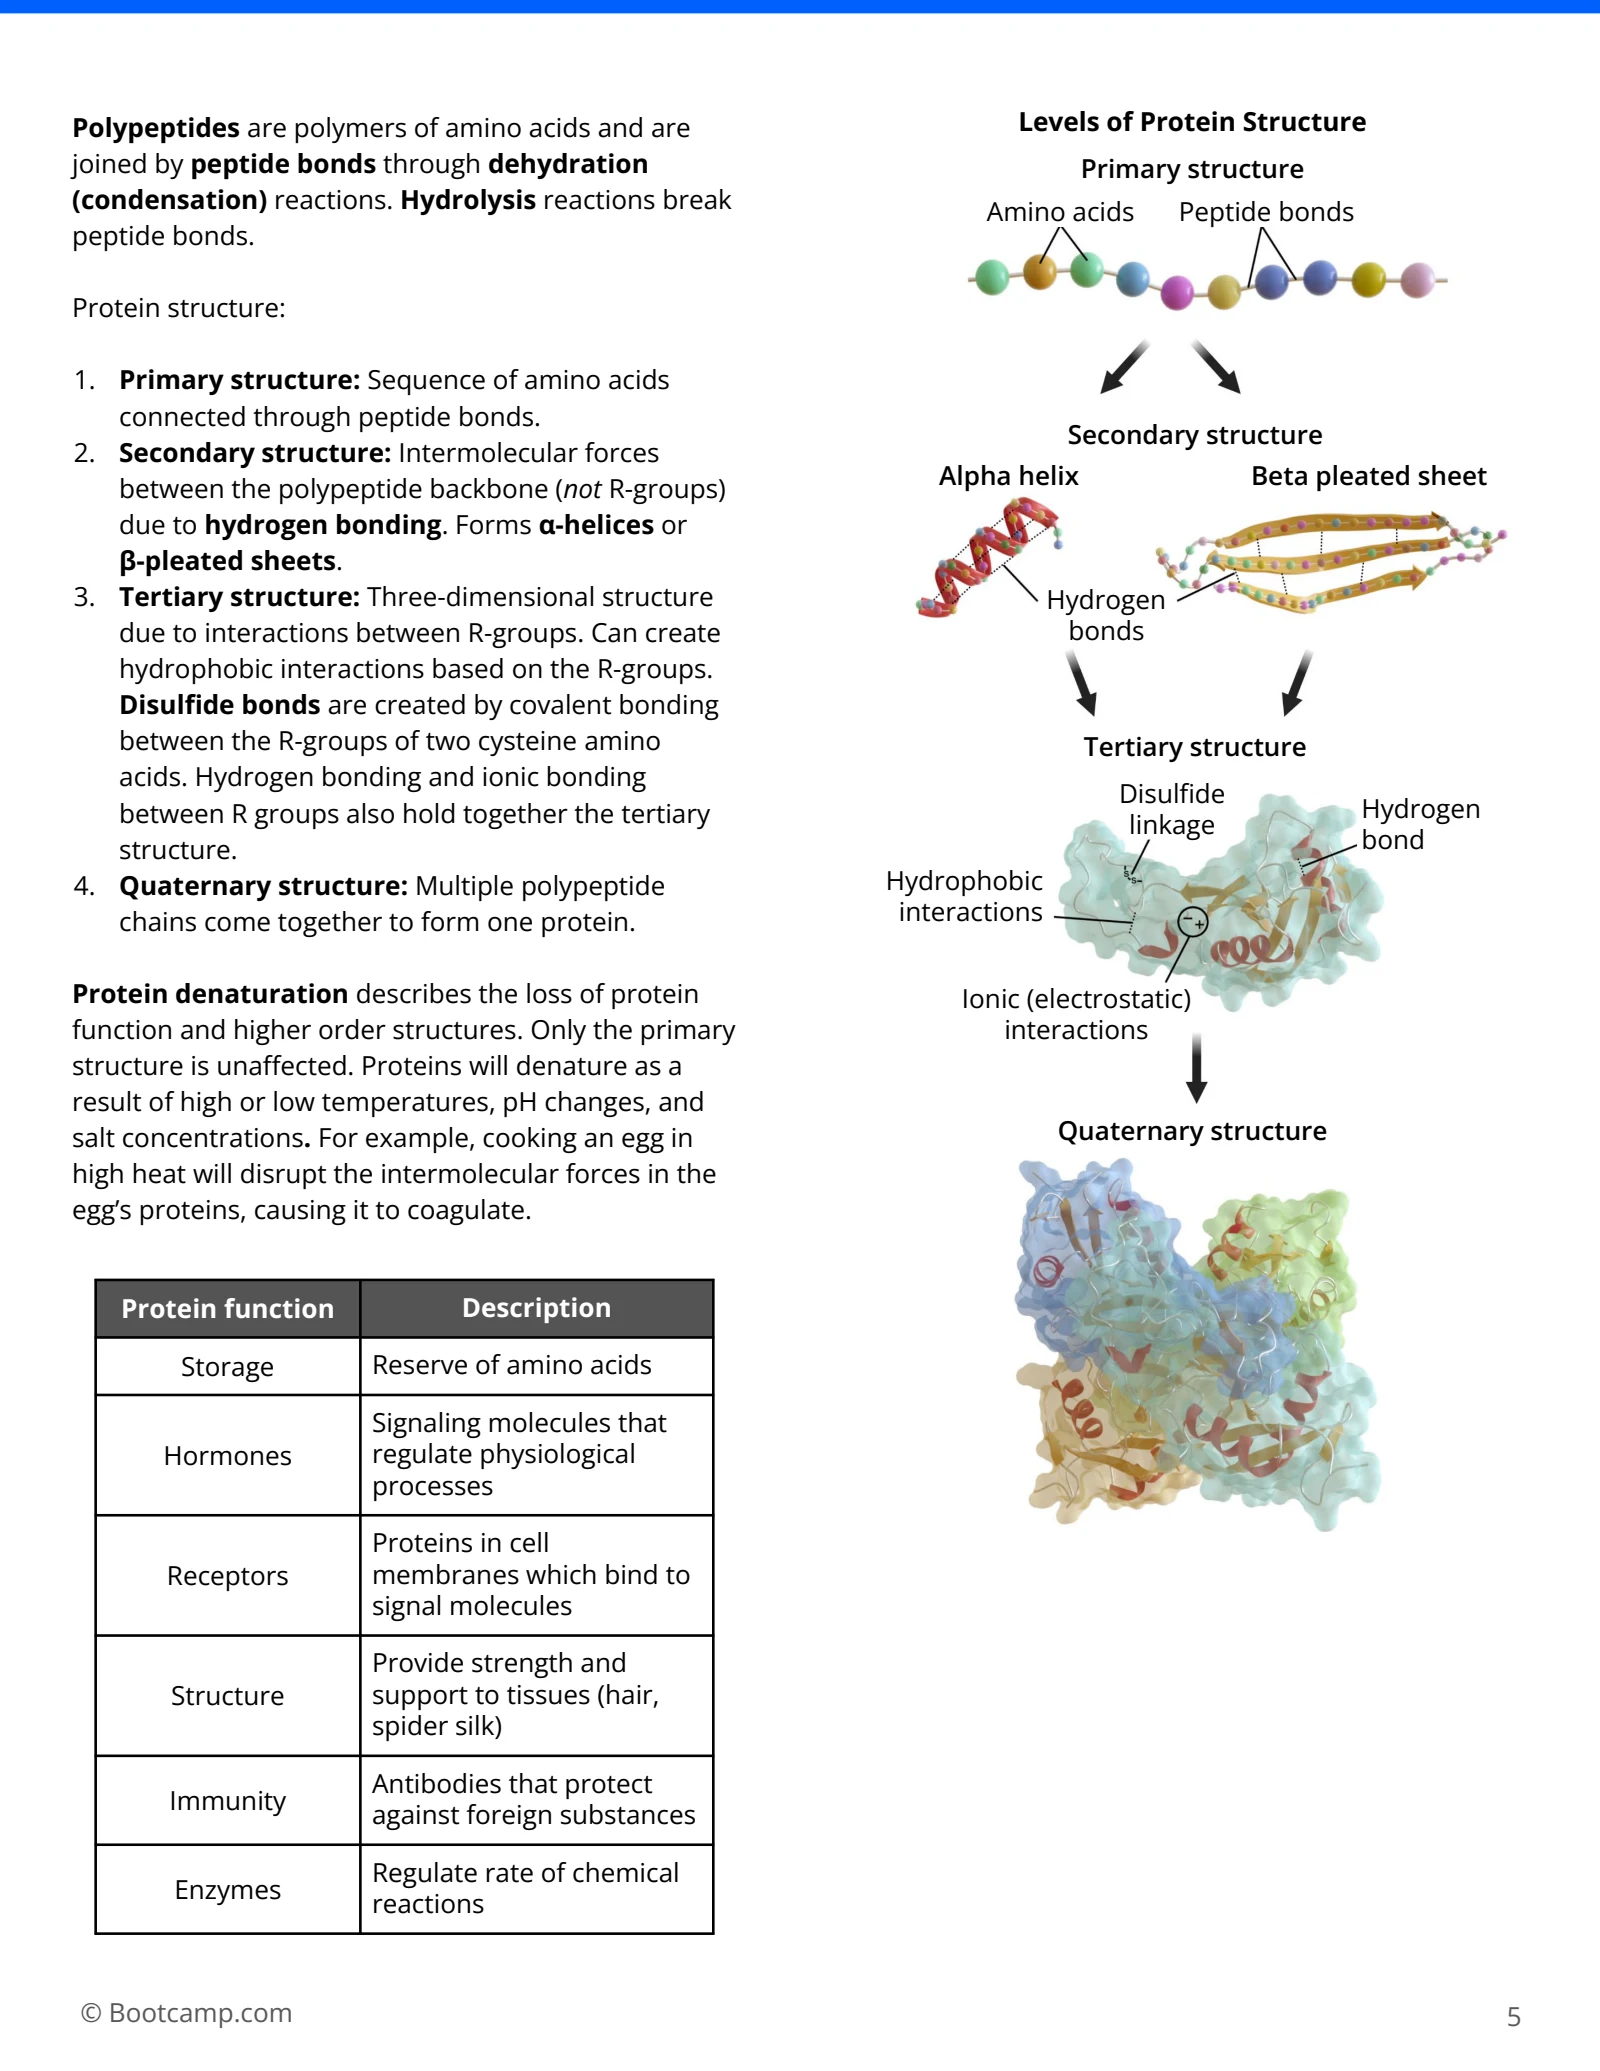 Polypeptides are polymers of amino acids and are
joined by peptide bonds through dehydration
(condensation) reactions. Hydrolysis reactions break
peptide bonds.
Protein structure:
1. Primary structure: Sequence of amino acids
connected through peptide bonds.
2. Secondary structure: Intermolecular forces
between the polypeptide backbone (not R-groups)
due to hydrogen bonding. Forms α-helices or
β-pleated sheets.
3. Tertiary structure: Three-dimensional structure
due to interactions between R-groups. Can create
hydrophobic interactions based on the R-groups.
Disulfide bonds are created by covalent bonding
between the R-groups of two cysteine amino
acids. Hydrogen bonding and ionic bonding
between R groups also hold together the tertiary
structure.
4. Quaternary structure: Multiple polypeptide
chains come together to form one protein.
Protein denaturation describes the loss of protein
function and higher order structures. Only the primary
structure is unaffected. Proteins will denature as a
result of high or low temperatures, pH changes, and
salt concentrations. For example, cooking an egg in
high heat will disrupt the intermolecular forces in the
egg's proteins, causing it to coagulate.
Protein function Description
Storage Reserve of amino acids
Hormones Signaling molecules that
regulate physiological
processes
Receptors Proteins in cell
membranes which bind to
signal molecules
Structure Provide strength and
support to tissues (hair,
spider silk)
Immunity Antibodies that protect
against foreign substances
Enzymes Regulate rate of chemical
reactions
Levels of Protein Structure
Primary structure
Amino acids Peptide bonds
Secondary structure
Alpha helix Beta pleated sheet
Hydrogen
bonds
Tertiary structure
Disulfide
linkage
Hydrogen
bond
S
S
Hydrophobic
interactions
− +
Ionic (electrostatic)
interactions
Quaternary structure
© Bootcamp.com 5